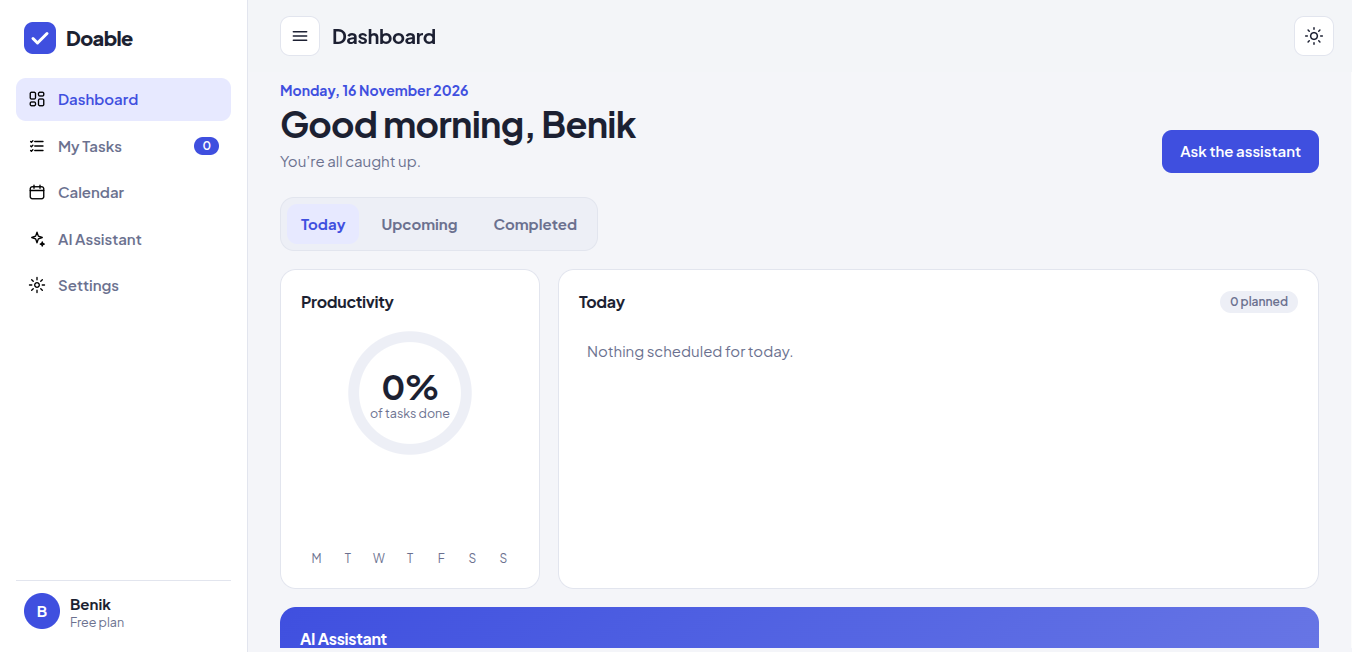 Doable
Dashboard
My Tasks
0
Calendar
AI Assistant
Settings
B
Benik
Free plan
Dashboard
Monday, 16 November 2026
Good morning, Benik
You're all caught up.
Ask the assistant
Today
Upcoming
Completed
Productivity
0%
of tasks done
M T W T F S S
Today
0 planned
Nothing scheduled for today.
AI Assistant